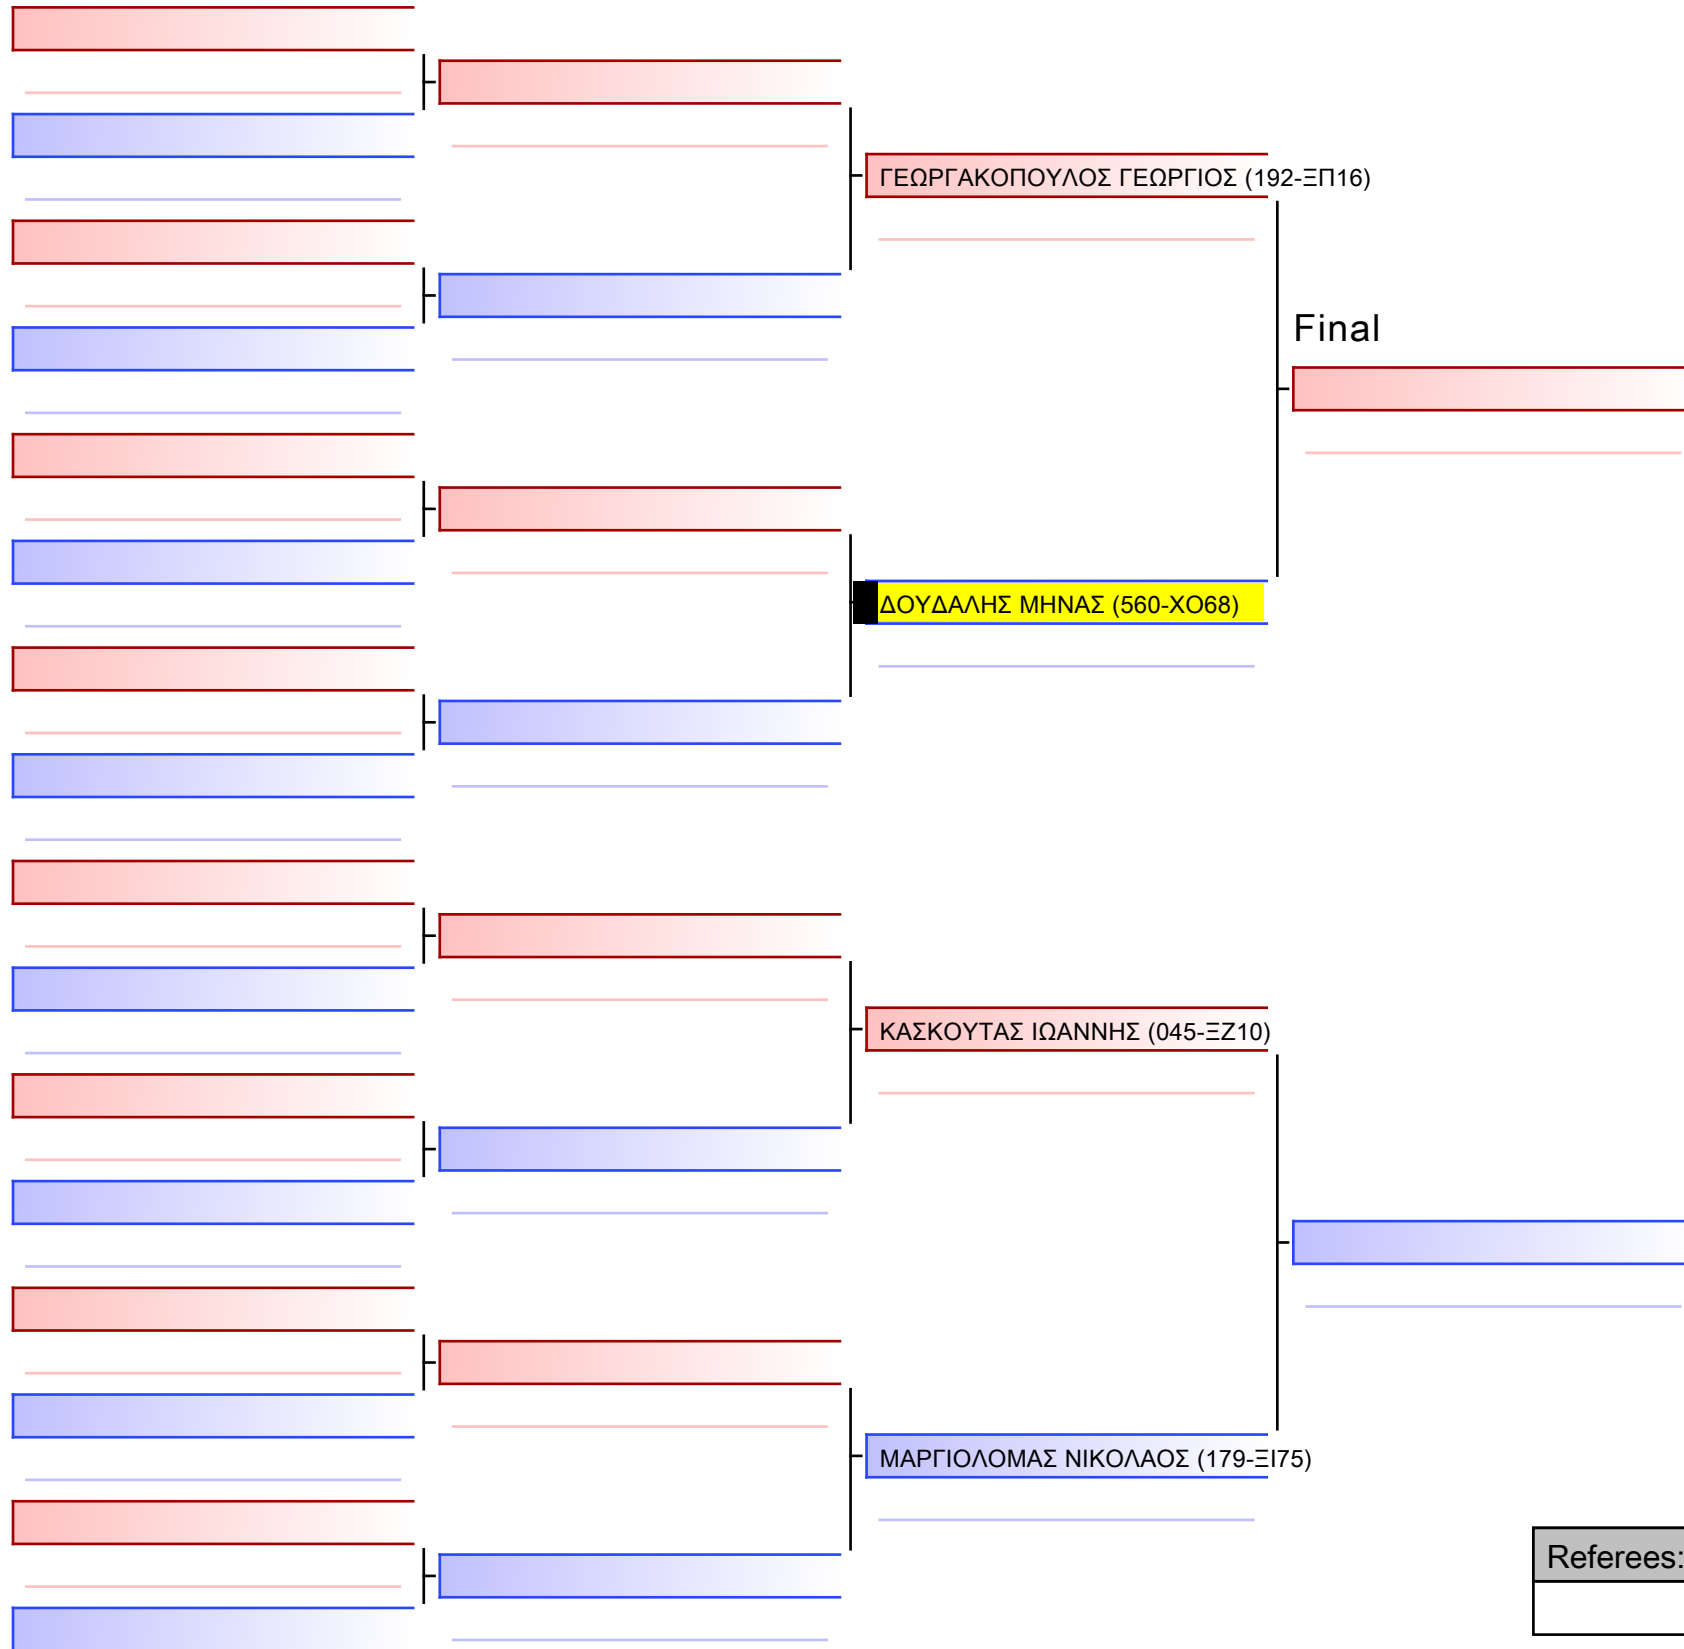 ΓΕΩΡΓΑΚΟΠΟΥΛΟΣ ΓΕΩΡΓΙΟΣ (192-ΞΠ16)
Final
ΔΟΥΔΑΛΗΣ ΜΗΝΑΣ (560-ΧΟ68)
ΚΑΣΚΟΥΤΑΣ ΙΩΑΝΝΗΣ (045-ΞΖ10)
ΜΑΡΓΙΟΛΟΜΑΣ ΝΙΚΟΛΑΟΣ (179-ΞΙ75)
Referees: